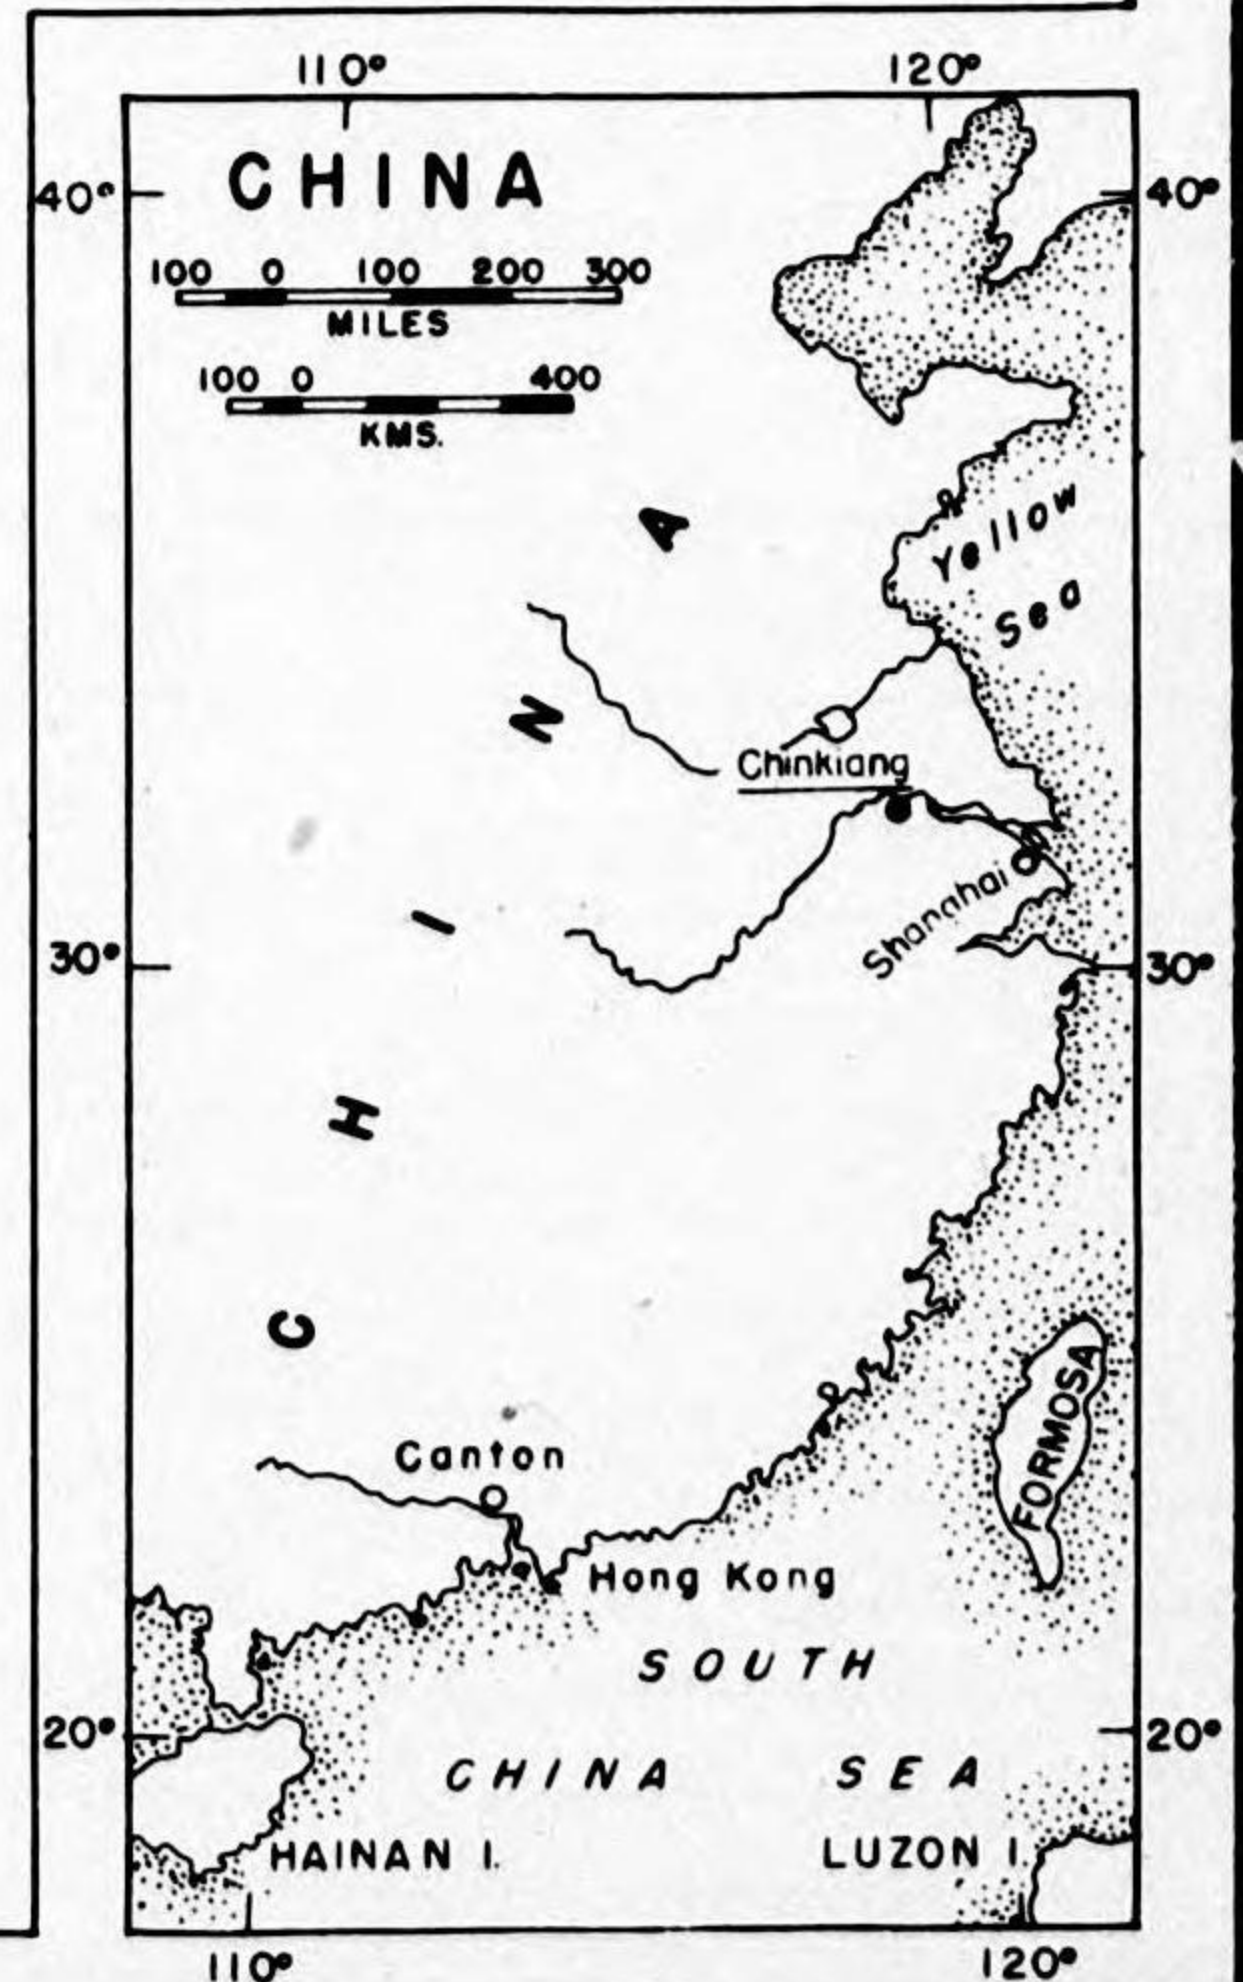 110° 120°
CHINA
40° 40°
100 0 100 200 300
MILES
100 0 400
KMS.
Yellow
Sea
CHINA
Chinkiang
Shanghai
30° 30°
FORMOSA
Canton
Hong Kong
SOUTH
20° 20°
CHINA SEA
HAINAN I. LUZON I.
110° 120°